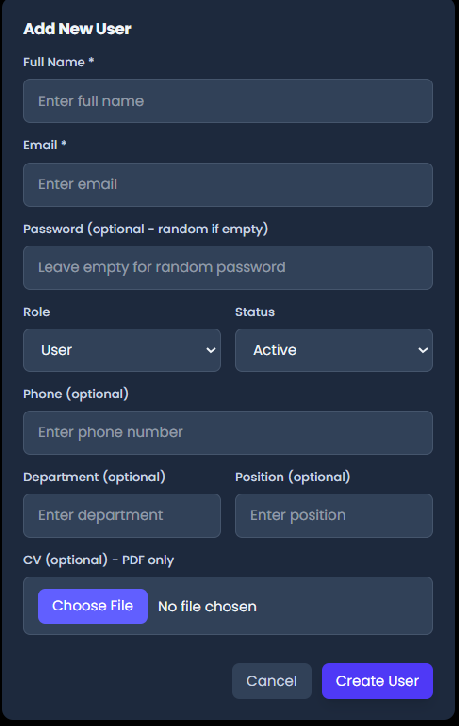 Add New User
Full Name *
Enter full name
Email *
Enter email
Password (optional - random if empty)
Leave empty for random password
Role Status
User Active
Phone (optional)
Enter phone number
Department (optional) Position (optional)
Enter department Enter position
CV (optional) - PDF only
Choose File No file chosen
Cancel Create User